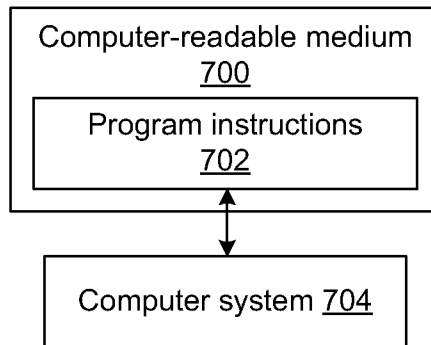 Computer-readable medium
700
Program instructions
702
Computer system 704